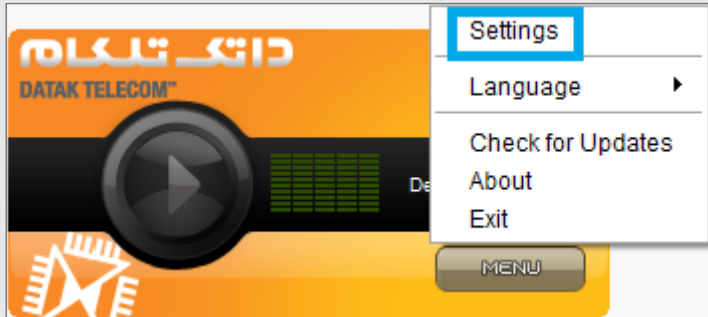 داتک تلکام
DATAK TELECOM™
Settings
Language
Check for Updates
About
Exit
MENU